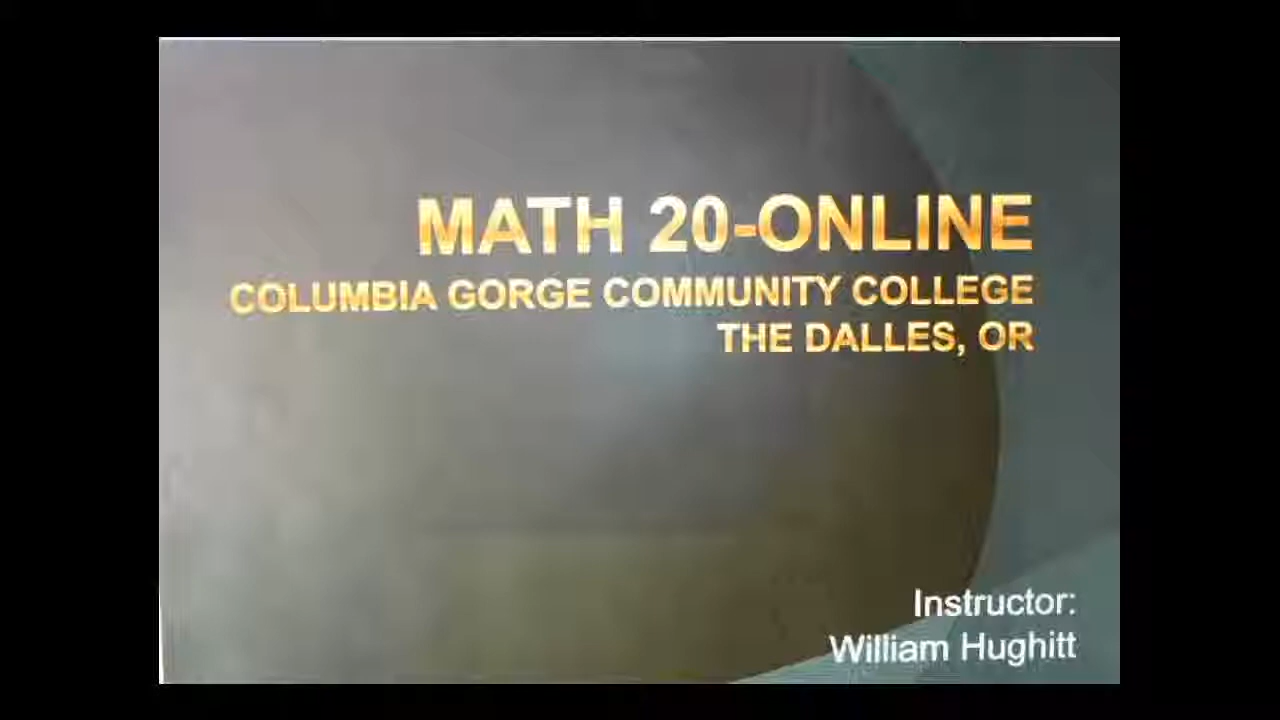 MATH 20-ONLINE
COLUMBIA GORGE COMMUNITY COLLEGE
THE DALLES, OR
Instructor:
William Hughitt